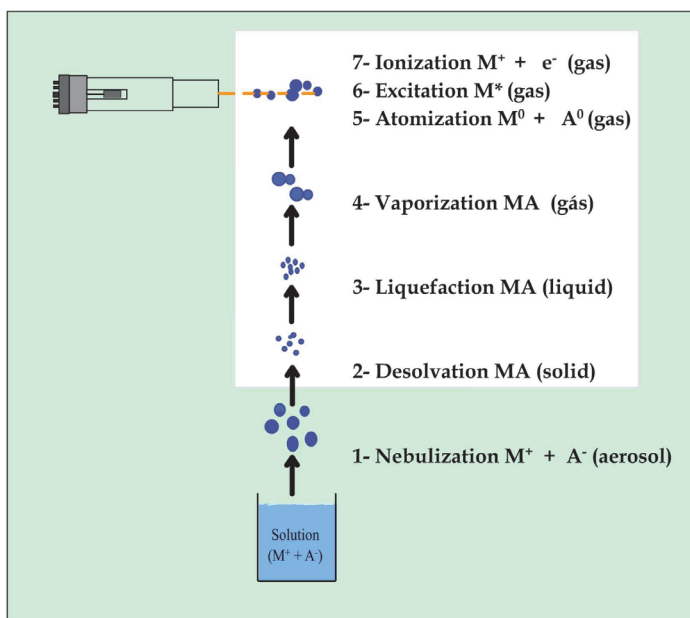 7- Ionization M⁺ + e⁻ (gas)
6- Excitation M* (gas)
5- Atomization M⁰ + A⁰ (gas)
4- Vaporization MA (gás)
3- Liquefaction MA (liquid)
2- Desolvation MA (solid)
1- Nebulization M⁺ + A⁻ (aerosol)
Solution
(M⁺ + A⁻)